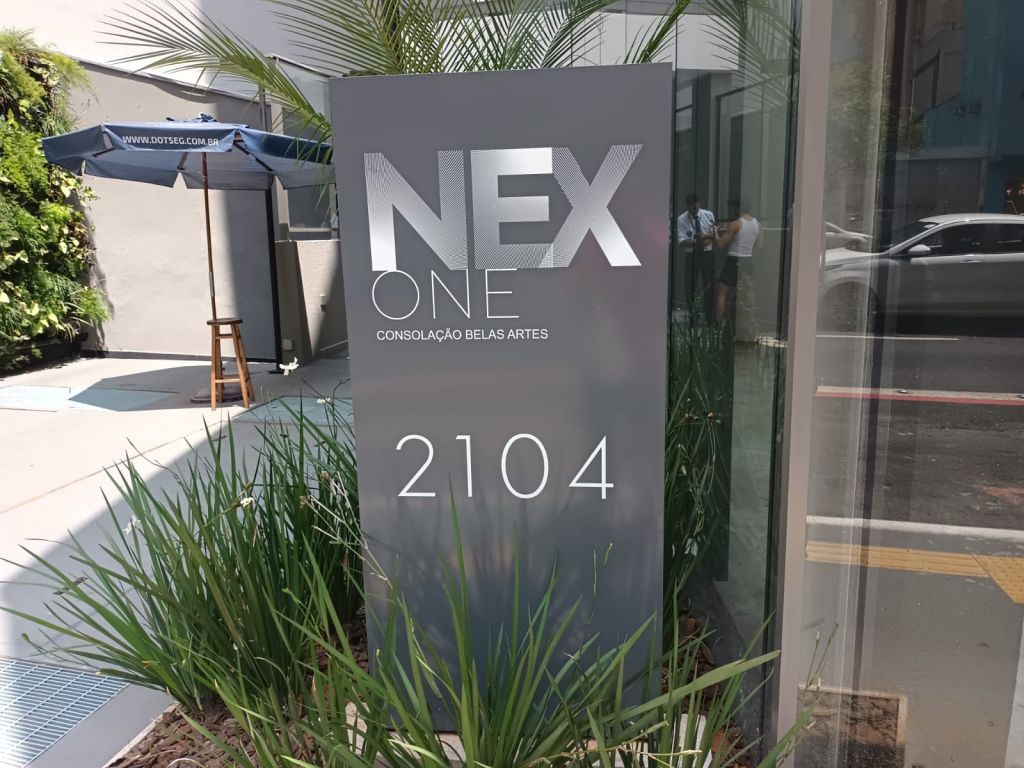 WWW.DOTSEG.COM.BR
NEX
ONE
CONSOLAÇÃO BELAS ARTES
2104